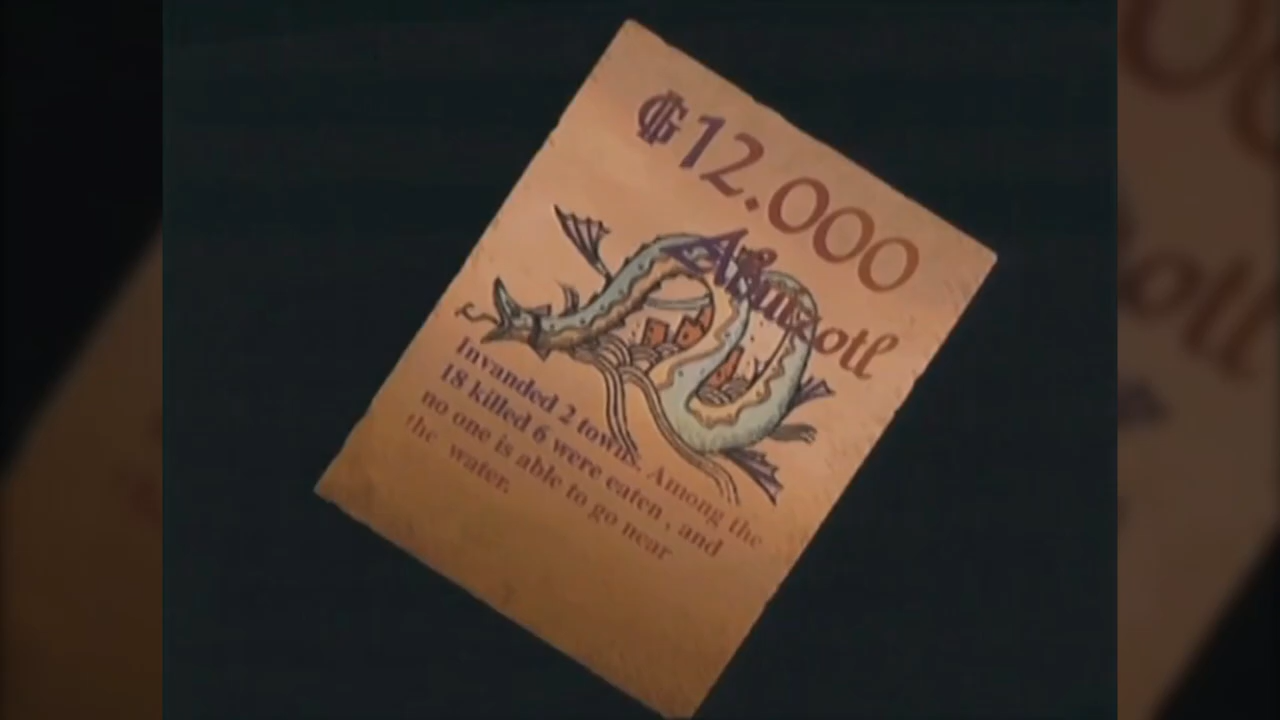 ₲12.000
Ahuizotl
Invanded 2 towns. Among the
18 killed 6 were eaten , and
no one is able to go near
the water.